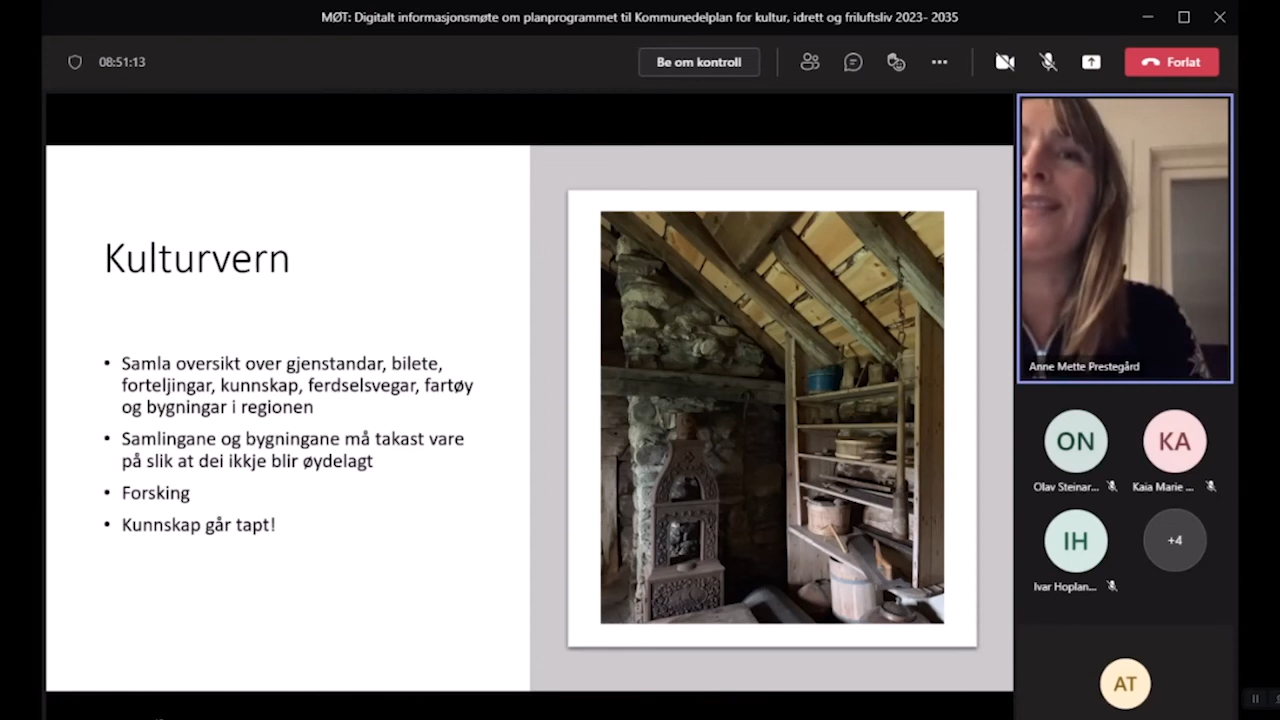 MØT: Digitalt informasjonsmøte om planprogrammet til Kommunedelplan for kultur, idrett og friluftsliv 2023- 2035
08:51:13
Be om kontroll
Forlat
Kulturvern
• Samla oversikt over gjenstandar, bilete,
forteljingar, kunnskap, ferdselsvegar, fartøy
og bygningar i regionen
• Samlingane og bygningane må takast vare
på slik at dei ikkje blir øydelagt
• Forsking
• Kunnskap går tapt!
Anne Mette Prestegård
ON
KA
Olav Steinar...
Kaia Marie ...
IH
+4
Ivar Hoplan...
AT